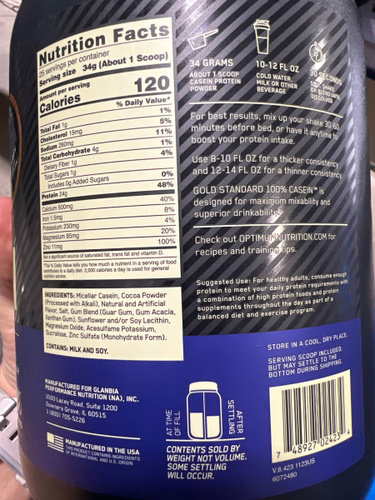 Nutrition Facts
25 servings per container
Serving size 34g (About 1 Scoop)
Amount per serving
Calories 120
% Daily Value*
Total Fat 1g 1%
Cholesterol 15mg 5%
Sodium 260mg 11%
Total Carbohydrate 4g 1%
Dietary Fiber 1g 4%
Total Sugars 1g
Includes 0g Added Sugars 0%
Protein 24g 48%
Calcium 500mg 40%
Iron 1.5mg 8%
Potassium 230mg 4%
Magnesium 85mg 20%
Zinc 11mg 100%
Not a significant source of saturated fat, trans fat and vitamin D.
*The % Daily Value tells you how much a nutrient in a serving of food
contributes to a daily diet. 2,000 calories a day is used for general
nutrition advice.
INGREDIENTS: Micellar Casein, Cocoa Powder
(Processed with Alkali), Natural and Artificial
Flavor, Salt, Gum Blend (Guar Gum, Gum Acacia,
Xanthan Gum), Sunflower and/or Soy Lecithin,
Magnesium Oxide, Acesulfame Potassium,
Sucralose, Zinc Sulfate (Monohydrate Form).
CONTAINS: MILK AND SOY.
MANUFACTURED FOR GLANBIA
PERFORMANCE NUTRITION (NA), INC.
3500 Lacey Road, Suite 1200
Downers Grove, IL 60515
1 (800) 705-5226
MANUFACTURED IN THE USA
THIS PRODUCT CONTAINS INGREDIENTS
OF INTERNATIONAL AND U.S. ORIGIN
34 GRAMS
ABOUT 1 SCOOP
CASEIN PROTEIN
POWDER
10-12 FL OZ
COLD WATER,
MILK OR OTHER
BEVERAGE
30 SECONDS
For best results, mix up your shake 30-60
minutes before bed, or have it anytime to
boost your protein intake.
Use 8-10 FL OZ for a thicker consistency
and 12-14 FL OZ for a thinner consistency.
GOLD STANDARD 100% CASEIN™ is
designed for maximum mixability and
superior drinkability.
Check out OPTIMUMNUTRITION.COM for
recipes and training tips.
Suggested Use: For healthy adults, consume enough
protein to meet your daily protein requirements with
a combination of high protein foods and protein
supplements throughout the day as part of a
balanced diet and exercise program.
AT TIME
OF FILL
AFTER
SETTLING
CONTENTS SOLD BY
WEIGHT NOT VOLUME.
SOME SETTLING
WILL OCCUR.
STORE IN A COOL, DRY PLACE.
SERVING SCOOP INCLUDED,
BUT MAY SETTLE TO THE
BOTTOM DURING SHIPPING.
7 48927 02423 4
V.6.423.1123US
6072480